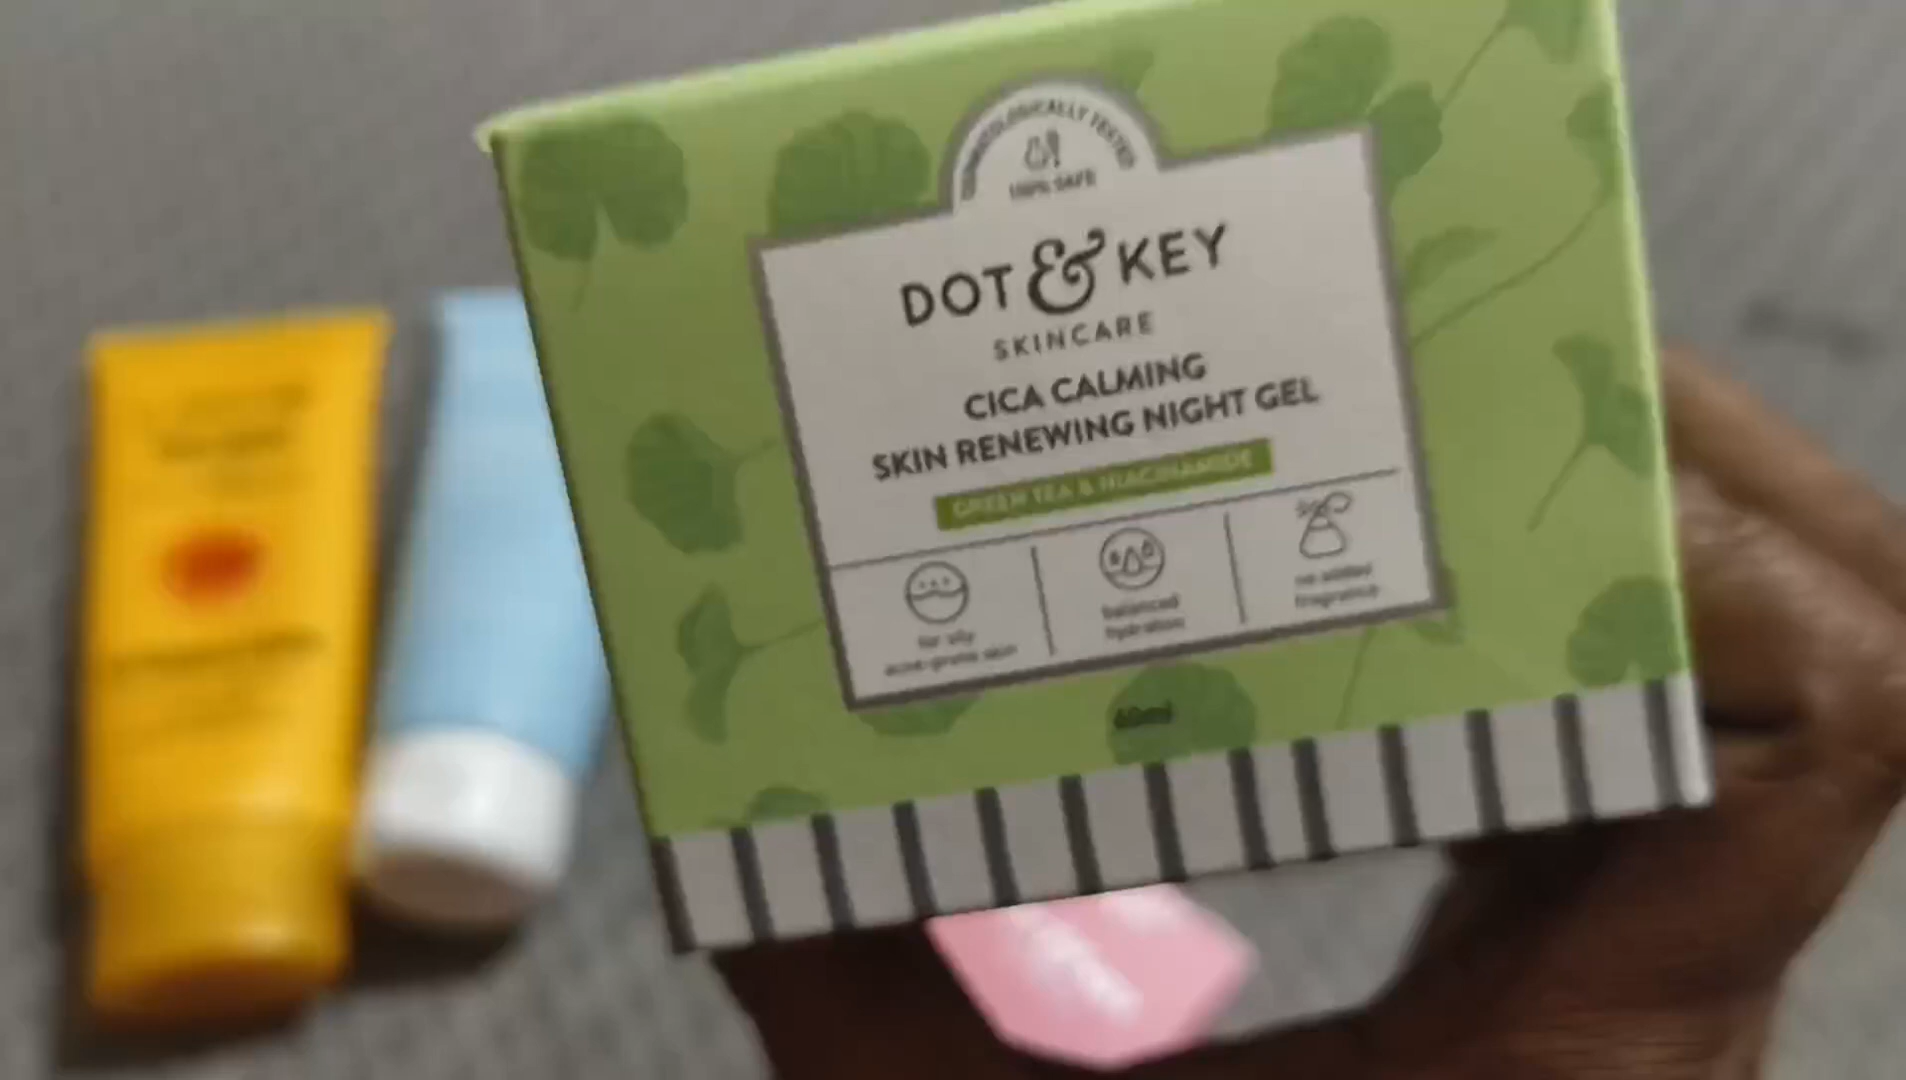 DERMATOLOGICALLY TESTED
100% SAFE
DOT & KEY
SKINCARE
CICA CALMING
SKIN RENEWING NIGHT GEL
GREEN TEA & NIACINAMIDE
for oily
acne-prone skin
balanced
hydration
no added
fragrance
60ml